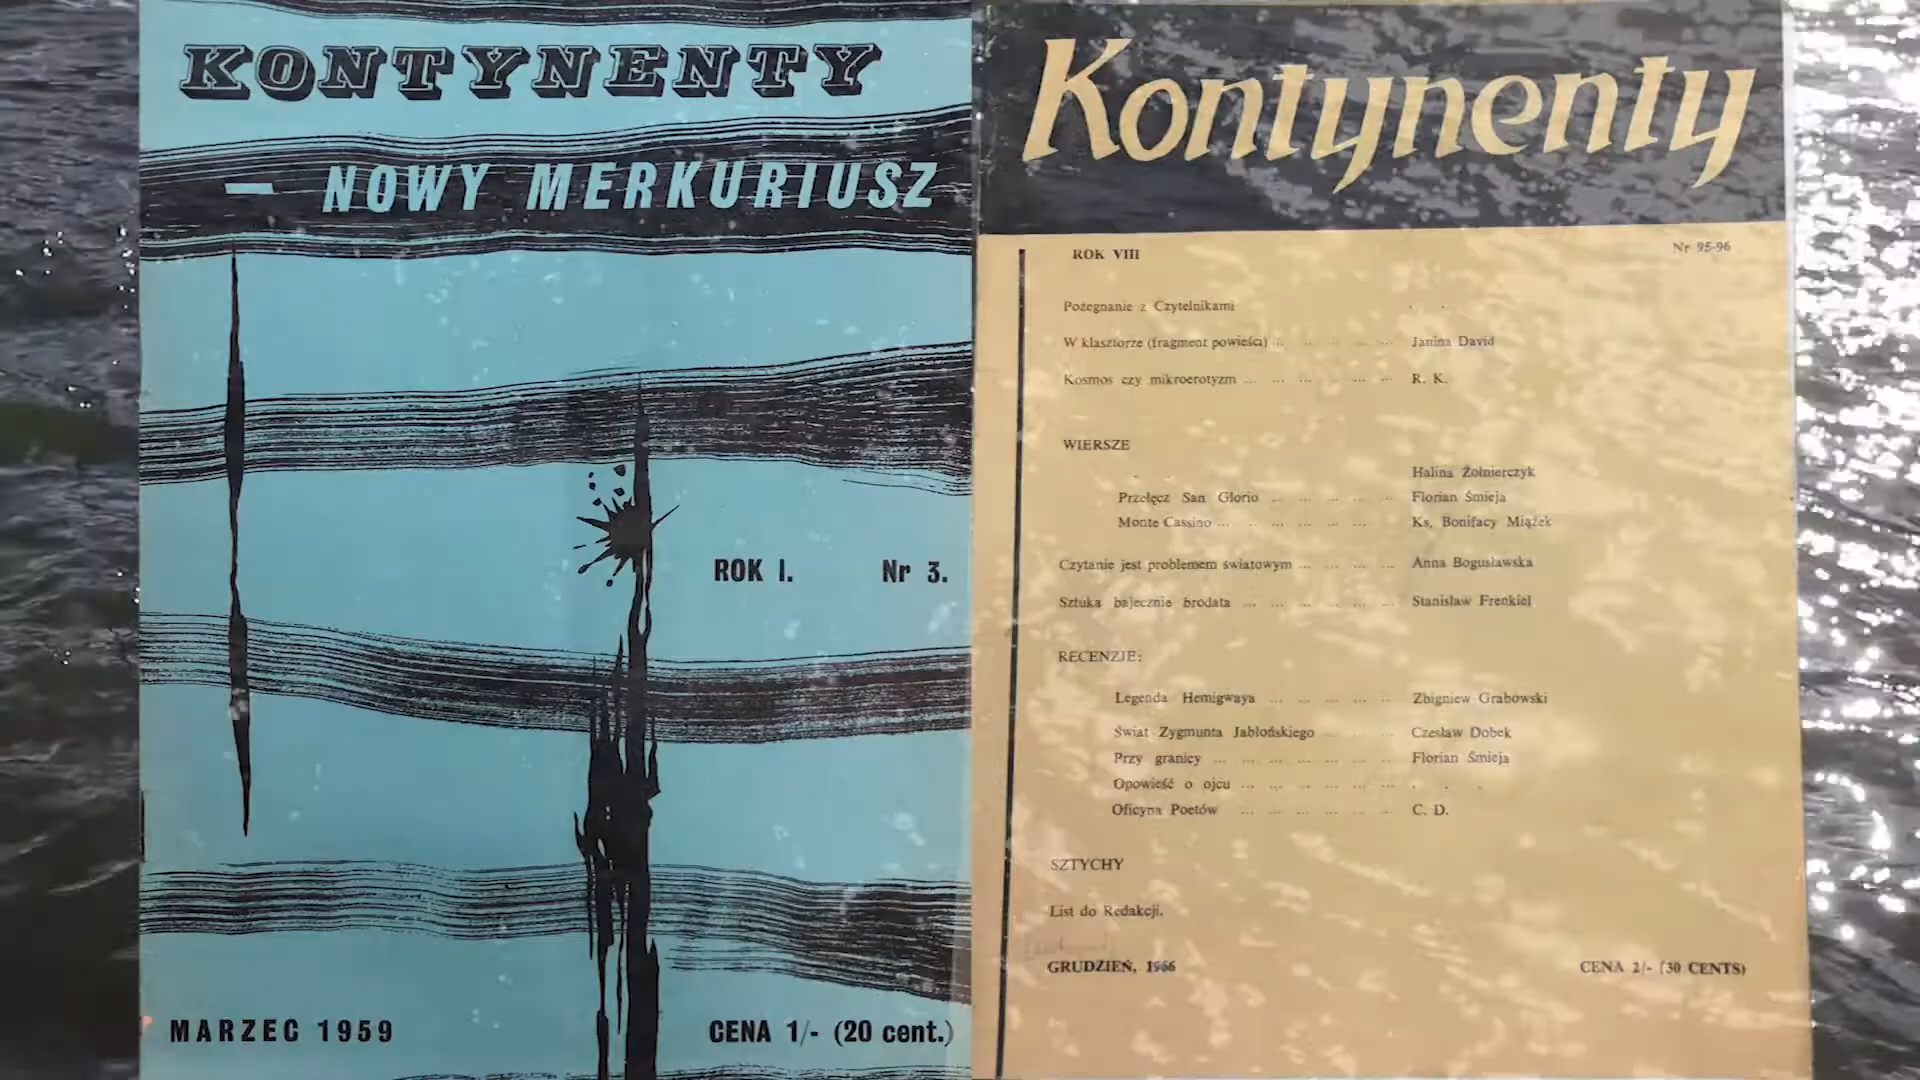 KONTYNENTY
— NOWY MERKURIUSZ
ROK I. Nr 3.
MARZEC 1959 CENA 1/- (20 cent.)
Kontynenty
ROK VIII Nr 95-96
Pożegnanie z Czytelnikami
W klasztorze (fragment powieści) ... ... ... ... Janina David
Kosmos czy mikroerotyzm ... ... ... ... ... R. K.
WIERSZE
Halina Żołnierczyk
Przełęcz San Glorio ... ... ... ... ... Florian Śmieja
Monte Cassino ... ... ... ... ... Ks. Bonifacy Miążek
Czytanie jest problemem światowym ... ... ... ... Anna Bogusławska
Sztuka bajecznie brodata ... ... ... ... ... Stanisław Frenkiel
RECENZJE:
Legenda Hemigwaya ... ... ... ... ... Zbigniew Grabowski
Świat Zygmunta Jabłońskiego ... ... ... Czesław Dobek
Przy granicy ... ... ... ... ... ... ... Florian Śmieja
Opowieść o ojcu ... ... ... ... ... ...
Oficyna Poetów ... ... ... ... ... C. D.
SZTYCHY
List do Redakcji.
GRUDZIEŃ, 1966 CENA 2/- (30 CENTS)